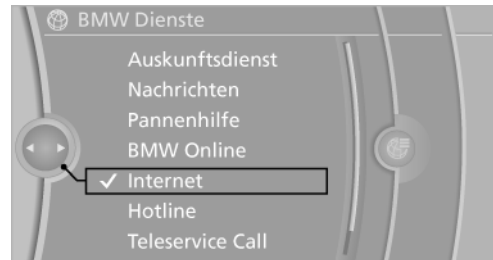 BMW Dienste
Auskunftsdienst
Nachrichten
Pannenhilfe
BMW Online
✓ Internet
Hotline
Teleservice Call